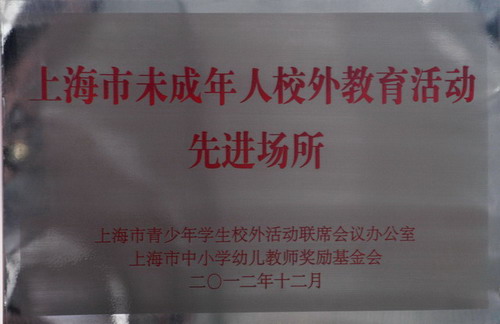 上海市未成年人校外教育活动
先进场所
上海市青少年学生校外活动联席会议办公室
上海市中小学幼儿教师奖励基金会
二〇一二年十二月